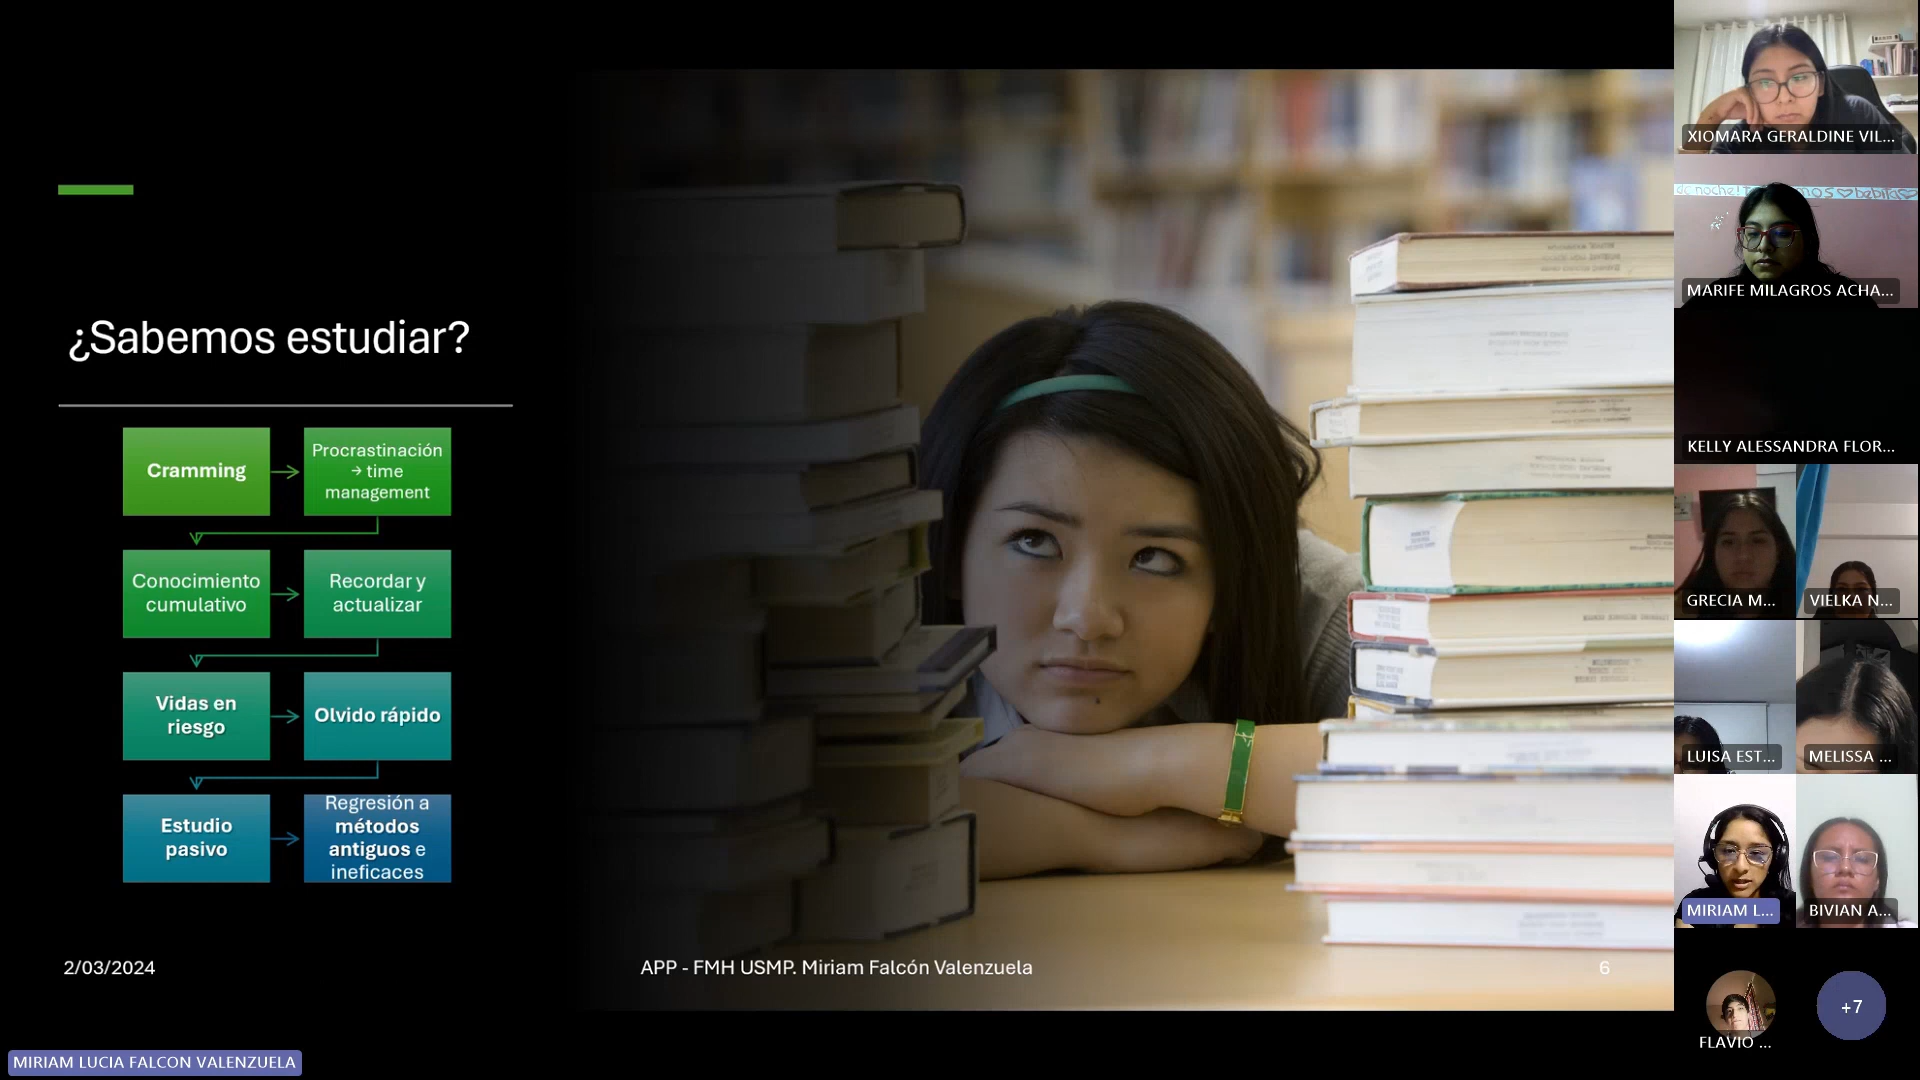 ¿Sabemos estudiar?
Cramming
Procrastinación
→ time
management
Conocimiento
cumulativo
Recordar y
actualizar
Vidas en
riesgo
Olvido rápido
Estudio
pasivo
Regresión a
métodos
antiguos e
ineficaces
2/03/2024
APP - FMH USMP. Miriam Falcón Valenzuela
6
MIRIAM LUCIA FALCON VALENZUELA
XIOMARA GERALDINE VIL...
MARIFE MILAGROS ACHA...
KELLY ALESSANDRA FLOR...
GRECIA M...
VIELKA N...
LUISA EST...
MELISSA ...
MIRIAM L...
BIVIAN A...
FLAVIO ...
+7